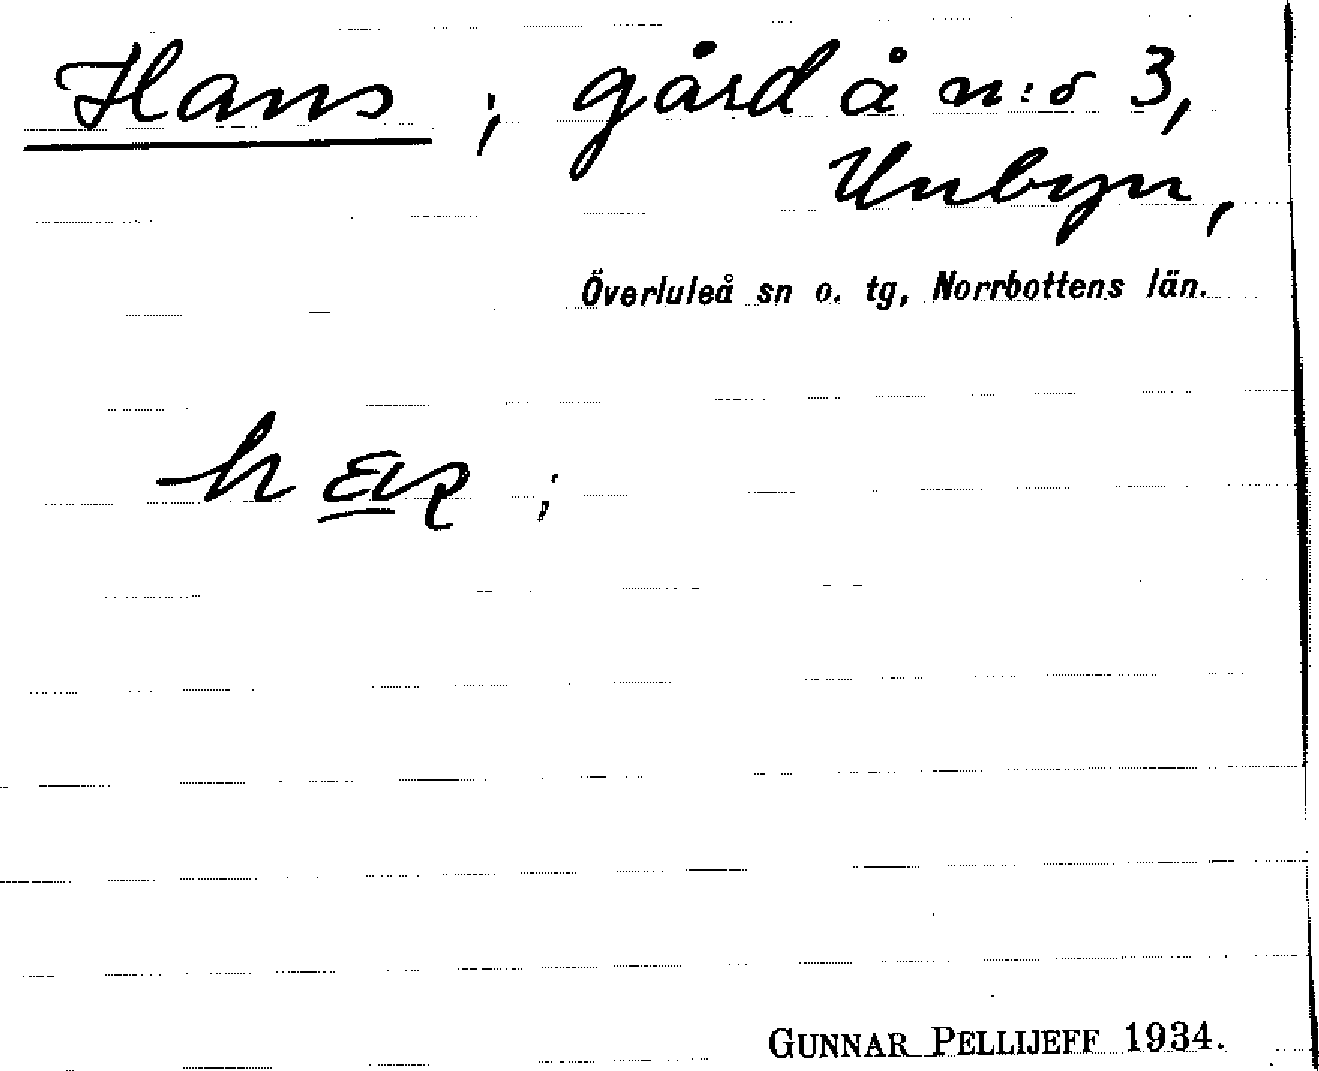 Hans ; gård å n:o 3,
Unbyn,
Överluleå sn o. tg, Norrbottens län.
GUNNAR PELLIJEFF 1934.